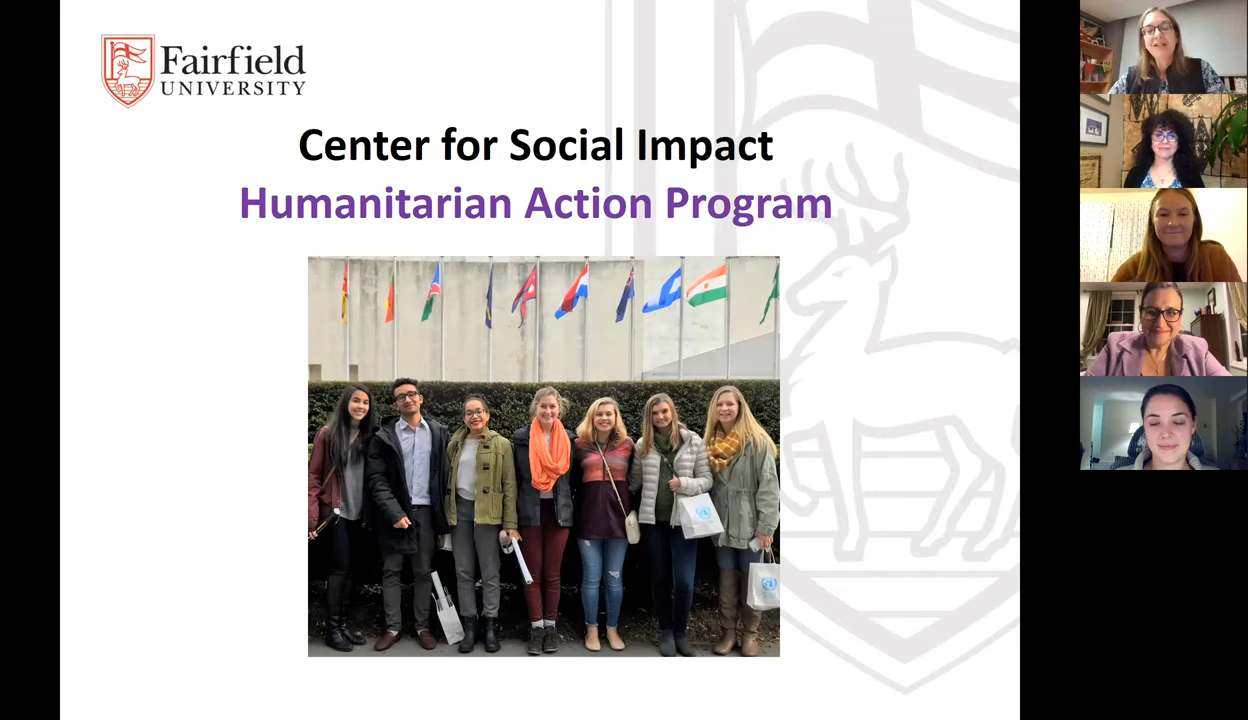 Fairfield
UNIVERSITY
Center for Social Impact
Humanitarian Action Program